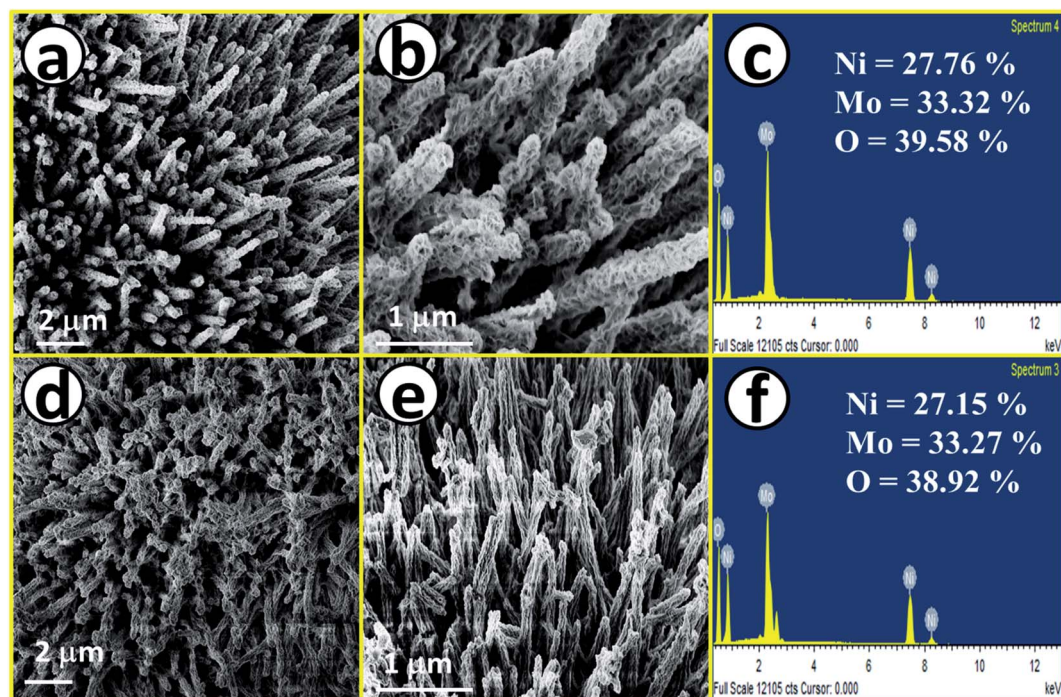 a
2 μm
b
1 μm
c
Spectrum 4
Ni = 27.76 %
Mo = 33.32 %
O = 39.58 %
Mo
O
Ni
Ni
Ni
2 4 6 8 10 12
Full Scale 12105 cts Cursor: 0.000 keV
d
2 μm
e
1 μm
f
Spectrum 3
Ni = 27.15 %
Mo = 33.27 %
O = 38.92 %
Mo
O
Ni
Ni
Ni
2 4 6 8 10 12
Full Scale 12105 cts Cursor: 0.000 keV